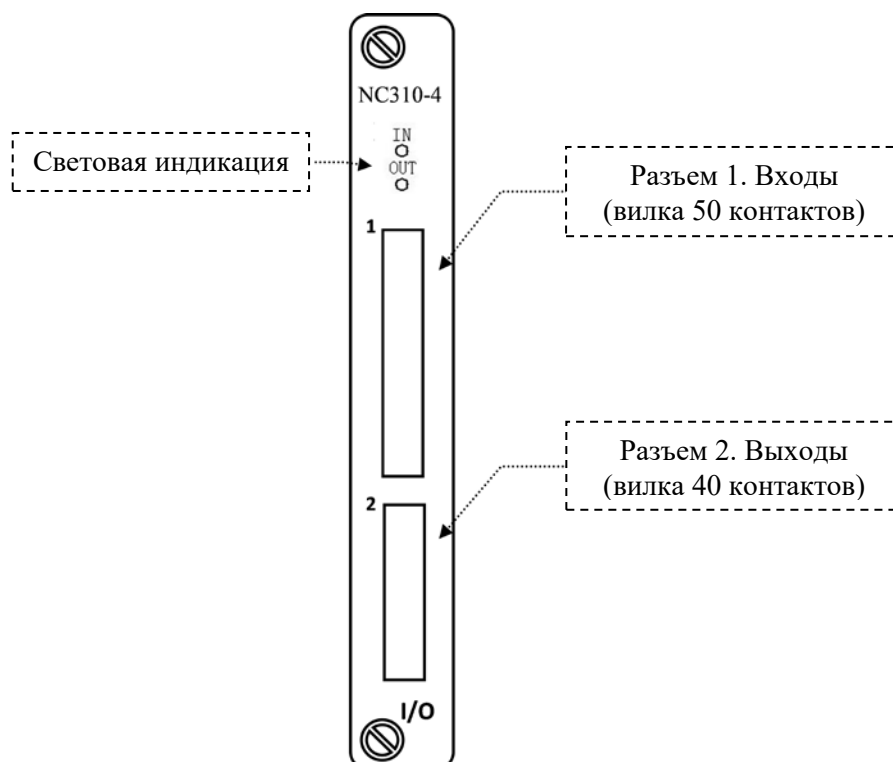 NC310-4
IN
OUT
Световая индикация
1
Разъем 1. Входы
(вилка 50 контактов)
2
Разъем 2. Выходы
(вилка 40 контактов)
I/O